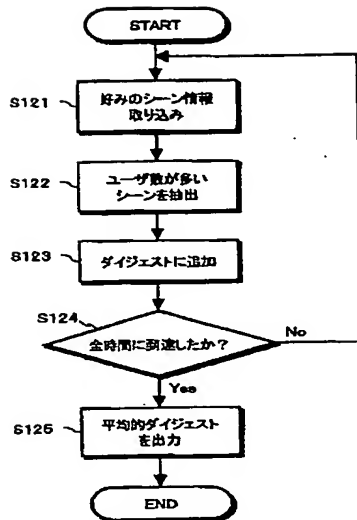 START
S121
好みのシーン情報
取り込み
S122
ユーザ数が多い
シーンを抽出
S123
ダイジェストに追加
S124
全時間に到達したか？
No
Yes
S125
平均的ダイジェスト
を出力
END